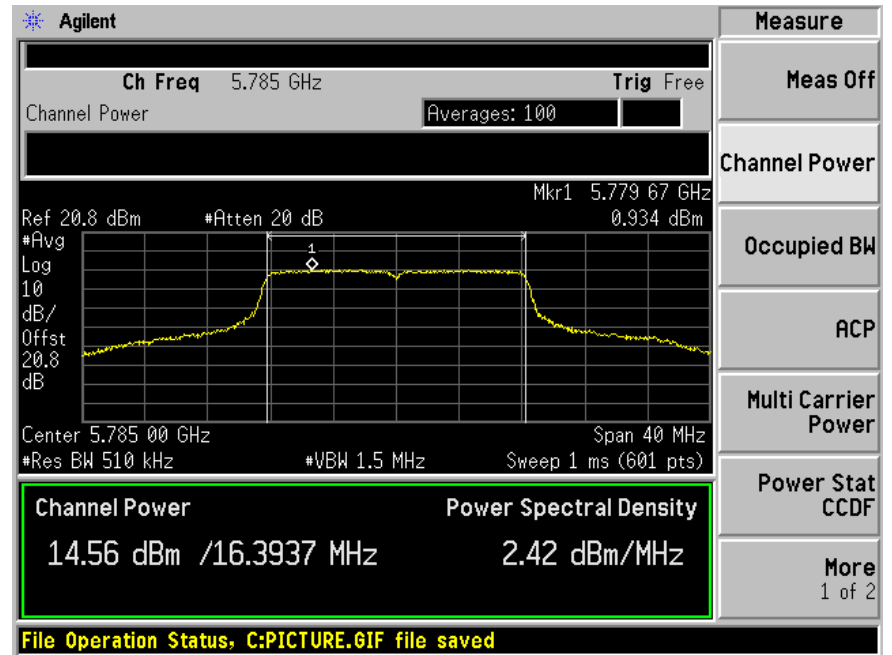 Agilent
Measure
Ch Freq 5.785 GHz Trig Free
Channel Power Averages: 100
Mkr1 5.779 67 GHz
Ref 20.8 dBm #Atten 20 dB 0.934 dBm
#Avg
Log
10
dB/
Offst
20.8
dB
1
Center 5.785 00 GHz Span 40 MHz
#Res BW 510 kHz #VBW 1.5 MHz Sweep 1 ms (601 pts)
Channel Power Power Spectral Density
14.56 dBm /16.3937 MHz 2.42 dBm/MHz
Meas Off
Channel Power
Occupied BW
ACP
Multi Carrier
Power
Power Stat
CCDF
More
1 of 2
File Operation Status, C:PICTURE.GIF file saved